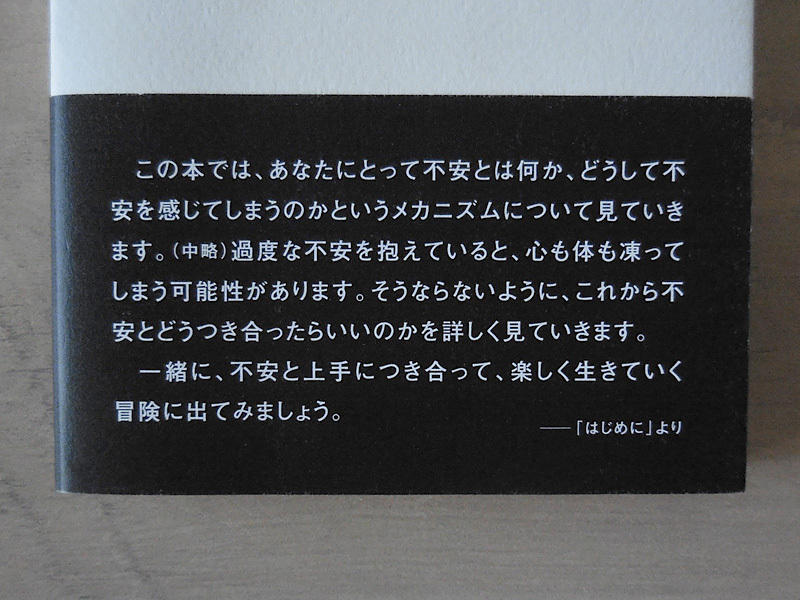 この本では、あなたにとって不安とは何か、どうして不
安を感じてしまうのかというメカニズムについて見ていき
ます。（中略）過度な不安を抱えていると、心も体も凍って
しまう可能性があります。そうならないように、これから不
安とどうつき合ったらいいのかを詳しく見ていきます。
一緒に、不安と上手につき合って、楽しく生きていく
冒険に出てみましょう。
――「はじめに」より